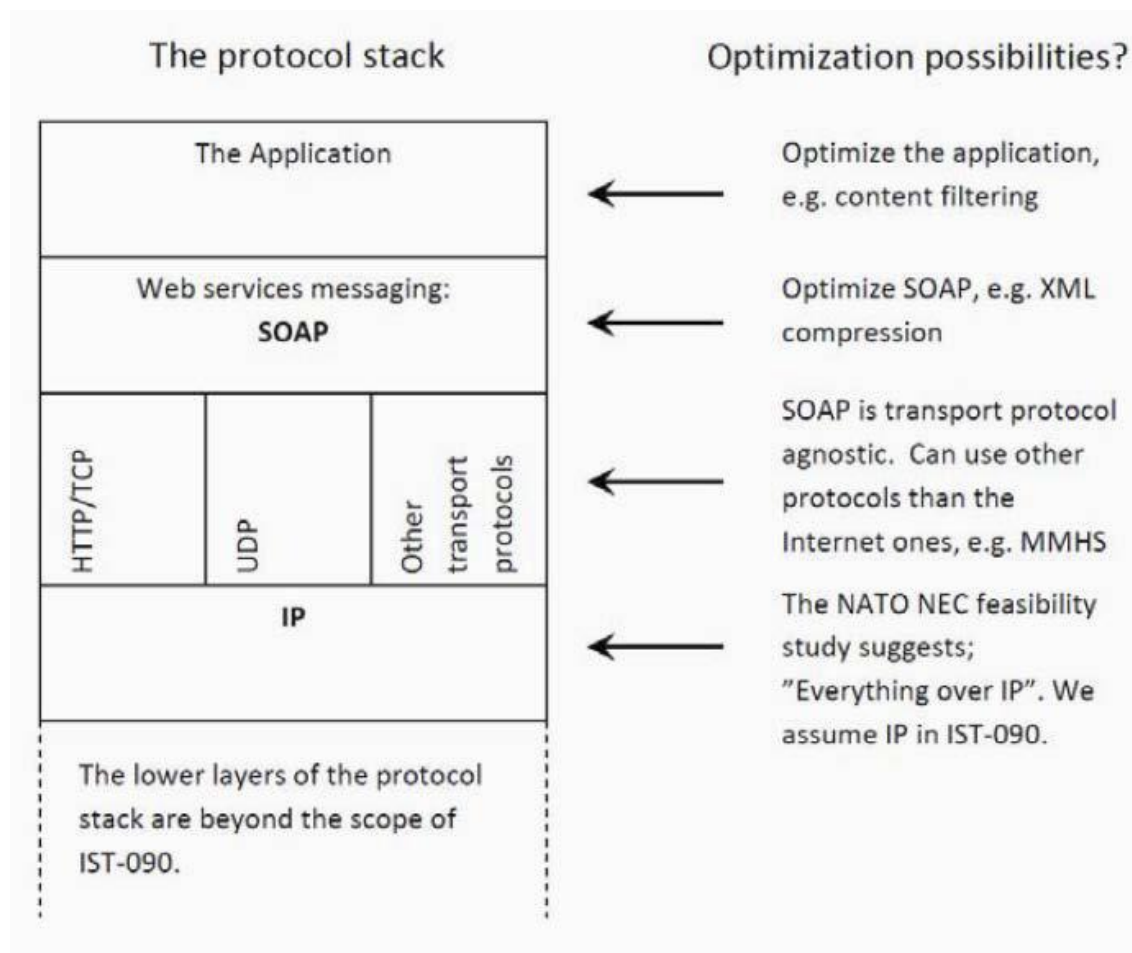 The protocol stack
Optimization possibilities?
The Application
Optimize the application,
e.g. content filtering
Web services messaging:
SOAP
Optimize SOAP, e.g. XML
compression
HTTP/TCP
UDP
Other
transport
protocols
SOAP is transport protocol
agnostic. Can use other
protocols than the
Internet ones, e.g. MMHS
IP
The NATO NEC feasibility
study suggests;
”Everything over IP”. We
assume IP in IST-090.
The lower layers of the protocol
stack are beyond the scope of
IST-090.